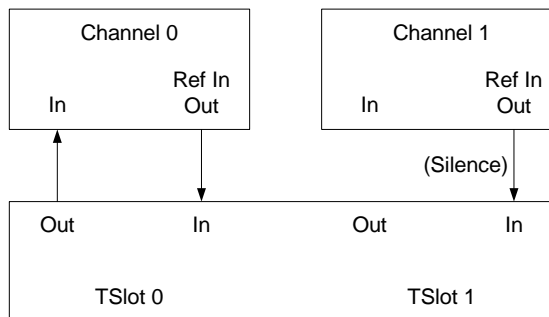 Channel 0
Channel 1
Ref In
In
Out
Ref In
In
Out
(Silence)
Out
In
Out
In
TSlot 0
TSlot 1